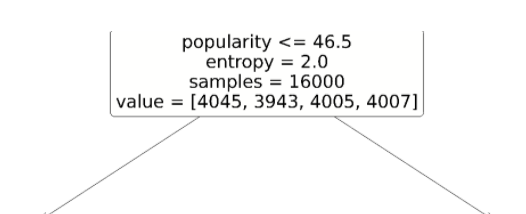 popularity <= 46.5
entropy = 2.0
samples = 16000
value = [4045, 3943, 4005, 4007]